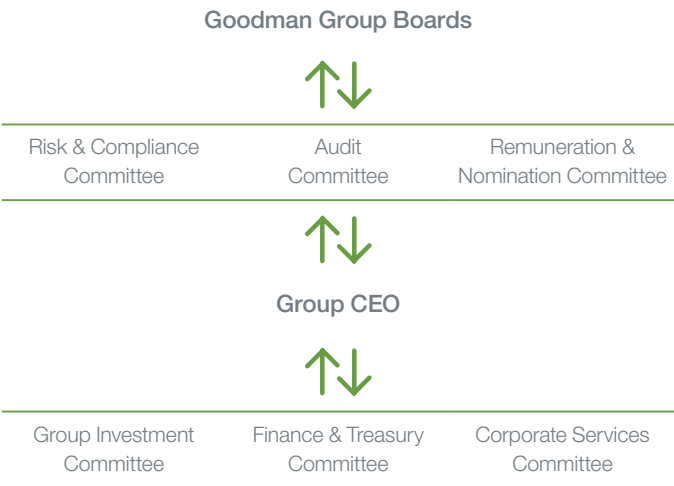 Goodman Group Boards
Risk & Compliance
Committee
Audit
Committee
Remuneration &
Nomination Committee
Group CEO
Group Investment
Committee
Finance & Treasury
Committee
Corporate Services
Committee